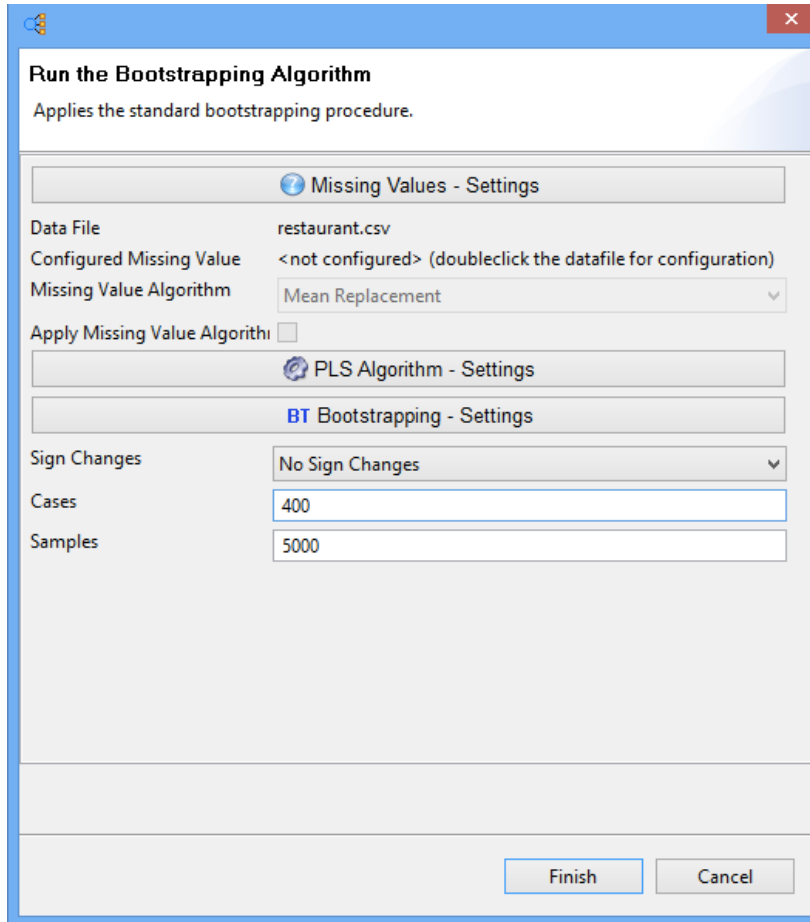 Run the Bootstrapping Algorithm
Applies the standard bootstrapping procedure.
Missing Values - Settings
Data File restaurant.csv
Configured Missing Value <not configured> (doubleclick the datafile for configuration)
Missing Value Algorithm Mean Replacement
Apply Missing Value Algorith
PLS Algorithm - Settings
BT Bootstrapping - Settings
Sign Changes No Sign Changes
Cases 400
Samples 5000
Finish Cancel